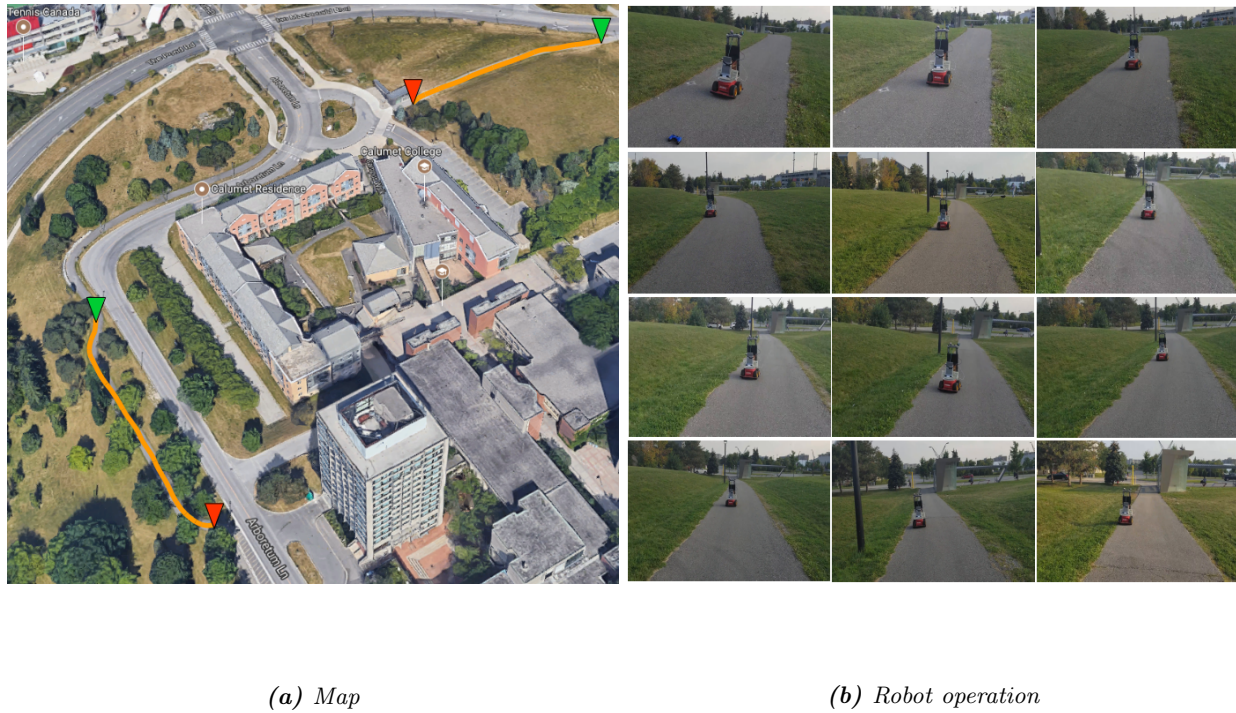 Tennis Canada
Calumet College
Calumet Residence
Arboretum Ln
(a) Map
(b) Robot operation